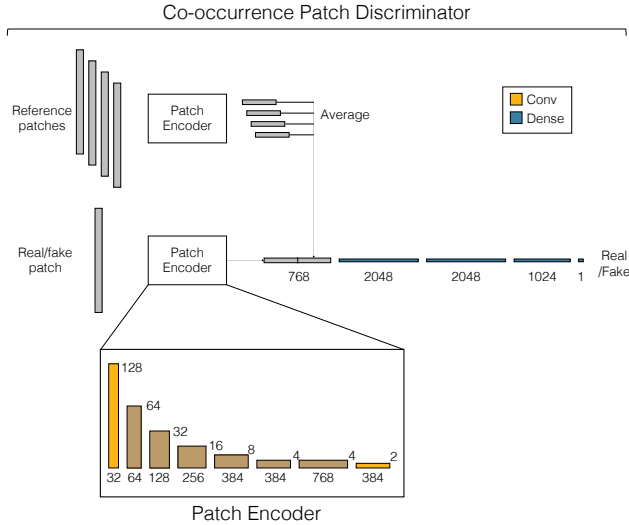 Co-occurrence Patch Discriminator
Reference
patches
Patch
Encoder
Average
Conv
Dense
Real/fake
patch
Patch
Encoder
768
2048
2048
1024
1
Real
/Fake
128
64
32
16
8
4
4
2
32
64
128
256
384
384
768
384
Patch Encoder